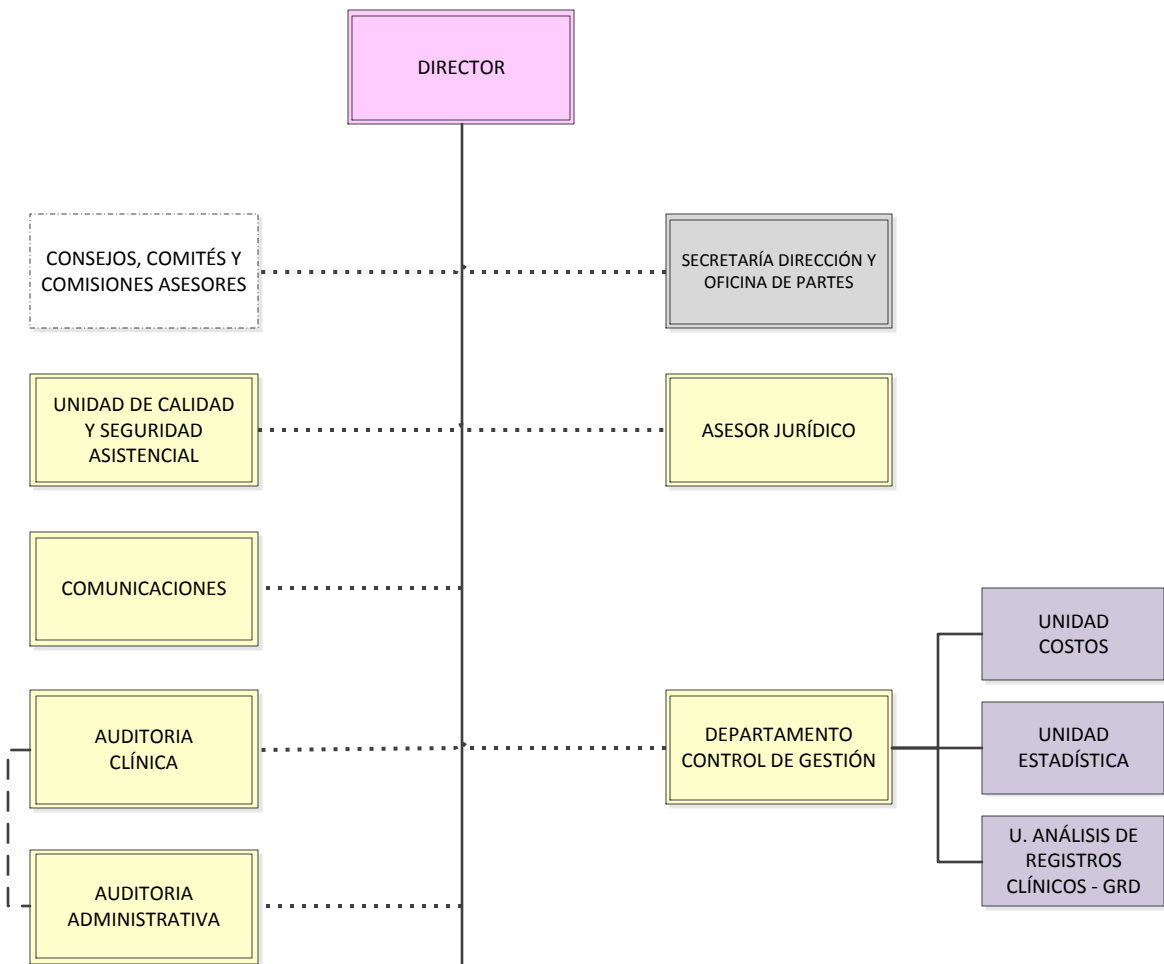 DIRECTOR
CONSEJOS, COMITÉS Y
COMISIONES ASESORES
SECRETARÍA DIRECCIÓN Y
OFICINA DE PARTES
UNIDAD DE CALIDAD
Y SEGURIDAD
ASISTENCIAL
ASESOR JURÍDICO
COMUNICACIONES
UNIDAD
COSTOS
AUDITORIA
CLÍNICA
DEPARTAMENTO
CONTROL DE GESTIÓN
UNIDAD
ESTADÍSTICA
U. ANÁLISIS DE
REGISTROS
CLÍNICOS - GRD
AUDITORIA
ADMINISTRATIVA